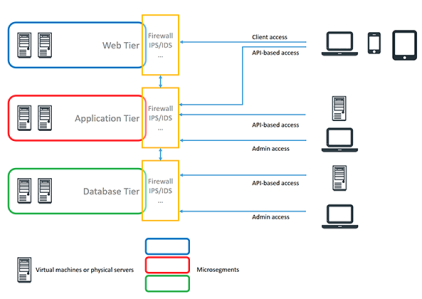 Web Tier
Firewall
IPS/IDS
...
Client access
API-based access
Application Tier
Firewall
IPS/IDS
...
API-based access
Admin access
Database Tier
Firewall
IPS/IDS
...
API-based access
Admin access
Virtual machines or physical servers
Microsegments